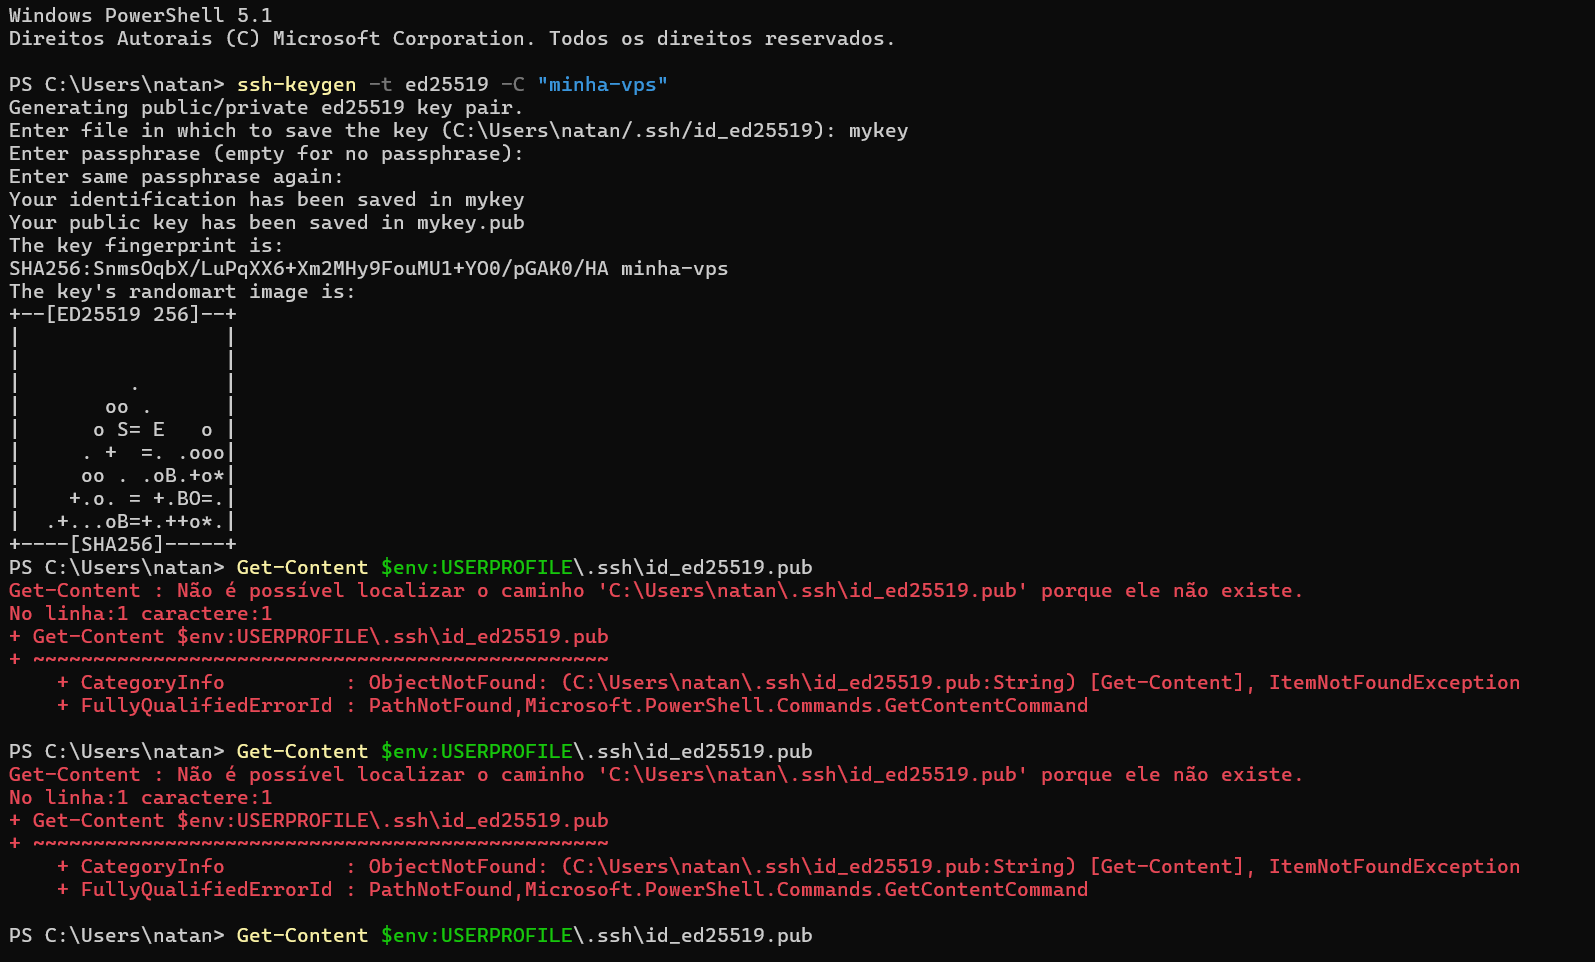 Windows PowerShell 5.1
Direitos Autorais (C) Microsoft Corporation. Todos os direitos reservados.
PS C:\Users\natan> ssh-keygen -t ed25519 -C "minha-vps"
Generating public/private ed25519 key pair.
Enter file in which to save the key (C:\Users\natan/.ssh/id_ed25519): mykey
Enter passphrase (empty for no passphrase):
Enter same passphrase again:
Your identification has been saved in mykey
Your public key has been saved in mykey.pub
The key fingerprint is:
SHA256:SnmsOqbX/LuPqXX6+Xm2MHy9FouMU1+YO0/pGAK0/HA minha-vps
The key's randomart image is:
+--[ED25519 256]--+
|                 |
|                 |
|         .       |
|       oo .      |
|      o S= E   o |
|     . +  =. .ooo|
|     oo . .oB.+o*|
|    +.o. = +.BO=.|
|  .+...oB=+.++o*.|
+----[SHA256]-----+
PS C:\Users\natan> Get-Content $env:USERPROFILE\.ssh\id_ed25519.pub
Get-Content : Não é possível localizar o caminho 'C:\Users\natan\.ssh\id_ed25519.pub' porque ele não existe.
No linha:1 caractere:1
+ Get-Content $env:USERPROFILE\.ssh\id_ed25519.pub
+ ~~~~~~~~~~~~~~~~~~~~~~~~~~~~~~~~~~~~~~~~~~~~~~~~
    + CategoryInfo          : ObjectNotFound: (C:\Users\natan\.ssh\id_ed25519.pub:String) [Get-Content], ItemNotFoundException
    + FullyQualifiedErrorId : PathNotFound,Microsoft.PowerShell.Commands.GetContentCommand
PS C:\Users\natan> Get-Content $env:USERPROFILE\.ssh\id_ed25519.pub
Get-Content : Não é possível localizar o caminho 'C:\Users\natan\.ssh\id_ed25519.pub' porque ele não existe.
No linha:1 caractere:1
+ Get-Content $env:USERPROFILE\.ssh\id_ed25519.pub
+ ~~~~~~~~~~~~~~~~~~~~~~~~~~~~~~~~~~~~~~~~~~~~~~~~
    + CategoryInfo          : ObjectNotFound: (C:\Users\natan\.ssh\id_ed25519.pub:String) [Get-Content], ItemNotFoundException
    + FullyQualifiedErrorId : PathNotFound,Microsoft.PowerShell.Commands.GetContentCommand
PS C:\Users\natan> Get-Content $env:USERPROFILE\.ssh\id_ed25519.pub